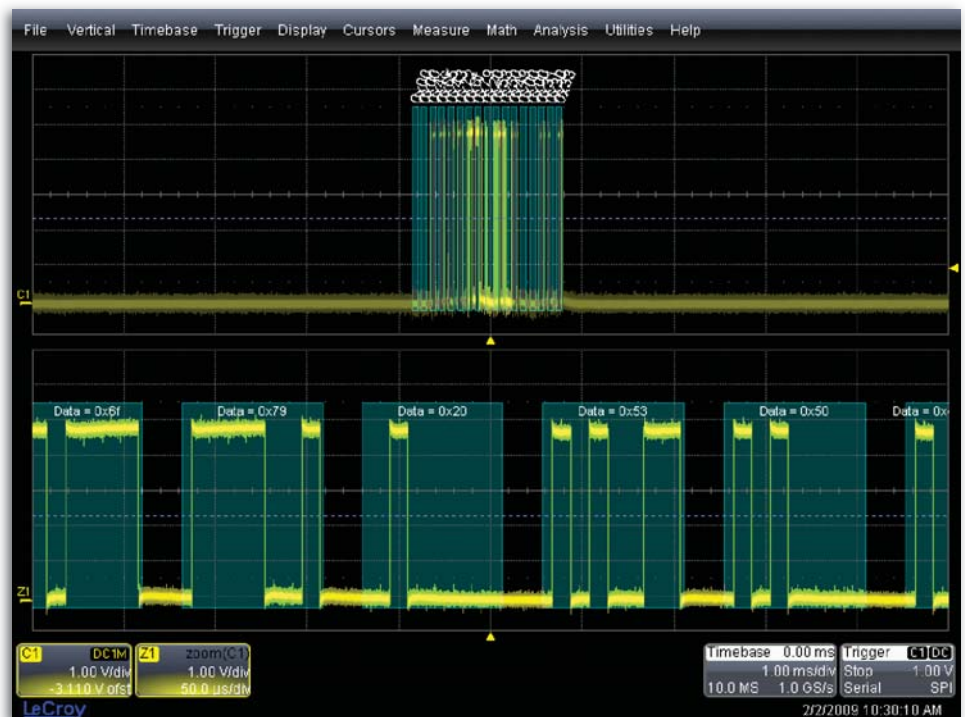 File Vertical Timebase Trigger Display Cursors Measure Math Analysis Utilities Help
C1
Data = 0x6f Data = 0x79 Data = 0x20 Data = 0x53 Data = 0x50 Data = 0x
Z1
C1 DC1M Z1 zoom(C1) Timebase 0.00 ms Trigger C1 DC
1.00 V/div 1.00 V/div 1.00 ms/div Stop 1.00 V
-3.110 V ofst 50.0 µs/div 10.0 MS 1.0 GS/s Serial SPI
LeCroy 2/2/2009 10:30:10 AM